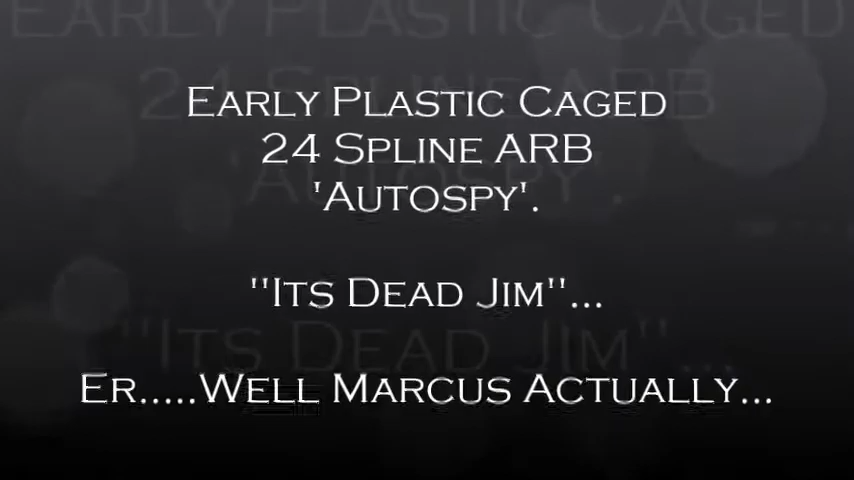 Early Plastic Caged
24 Spline ARB
'Autospy'.
"Its Dead Jim"...
Er.....Well Marcus Actually...